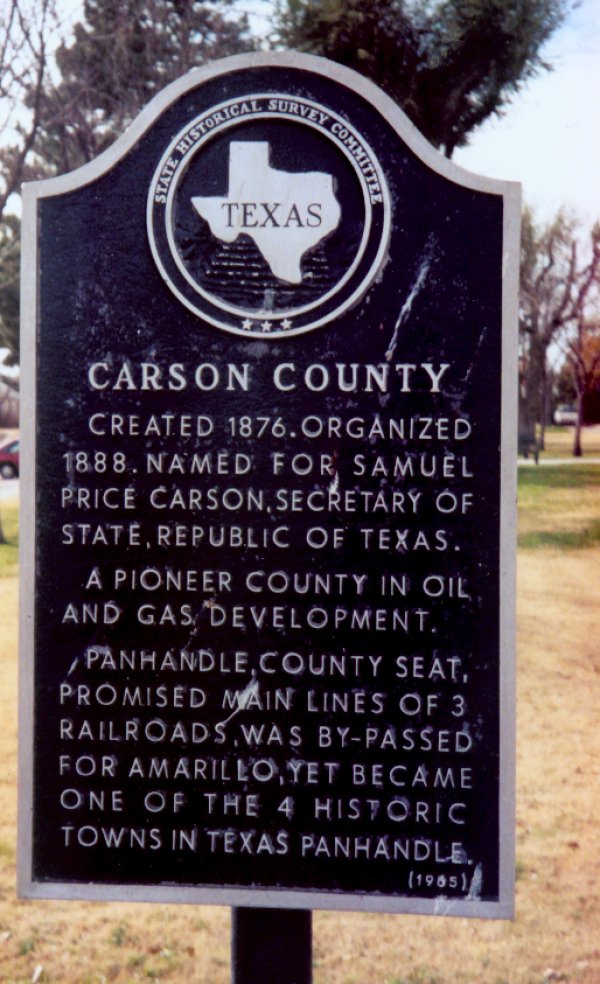 STATE HISTORICAL SURVEY COMMITTEE
TEXAS
CARSON COUNTY
CREATED 1876. ORGANIZED
1888. NAMED FOR SAMUEL
PRICE CARSON, SECRETARY OF
STATE, REPUBLIC OF TEXAS.
A PIONEER COUNTY IN OIL
AND GAS DEVELOPMENT.
PANHANDLE, COUNTY SEAT,
PROMISED MAIN LINES OF 3
RAILROADS, WAS BY-PASSED
FOR AMARILLO, YET BECAME
ONE OF THE 4 HISTORIC
TOWNS IN TEXAS PANHANDLE.
(1965)